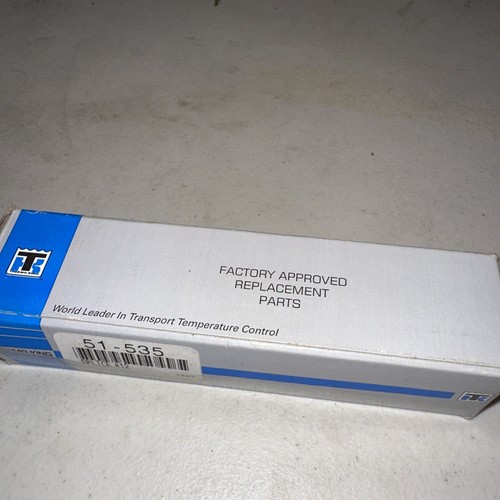 FACTORY APPROVED
REPLACEMENT
PARTS
World Leader In Transport Temperature Control
51-535